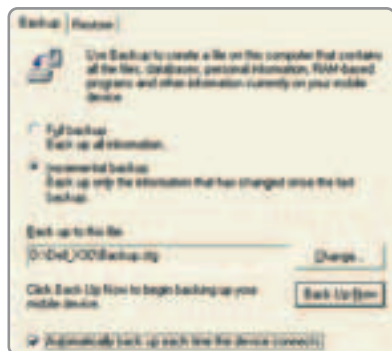 Backup Restore
Use Backup to create a file on this computer that contains
all the files, databases, personal information, RAM-based
programs and other information currently on your mobile
device.
Full backup
Back up all information.
Incremental backup
Back up only the information that has changed since the last
backup.
Back up to this file:
Change...
Click Back Up Now to begin backing up your
mobile device.
Back Up Now
Automatically back up each time the device connects